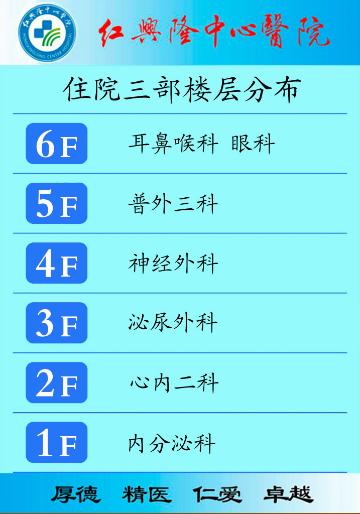 红興隆中心醫院
住院三部楼层分布
6F 耳鼻喉科 眼科
5F 普外三科
4F 神经外科
3F 泌尿外科
2F 心内二科
1F 内分泌科
厚德 精医 仁爱 卓越